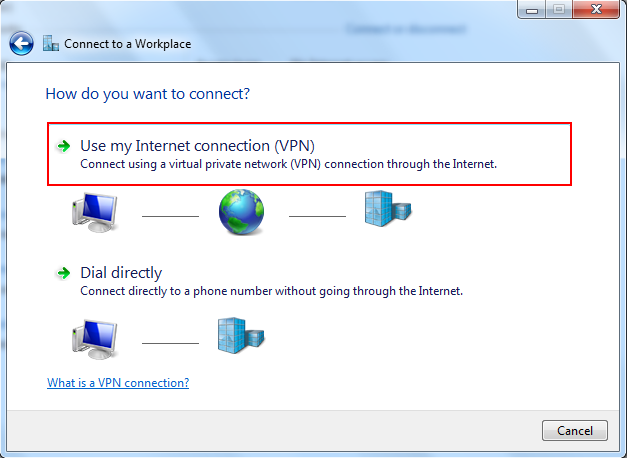 Connect to a Workplace
How do you want to connect?
Use my Internet connection (VPN)
Connect using a virtual private network (VPN) connection through the Internet.
Dial directly
Connect directly to a phone number without going through the Internet.
What is a VPN connection?
Cancel